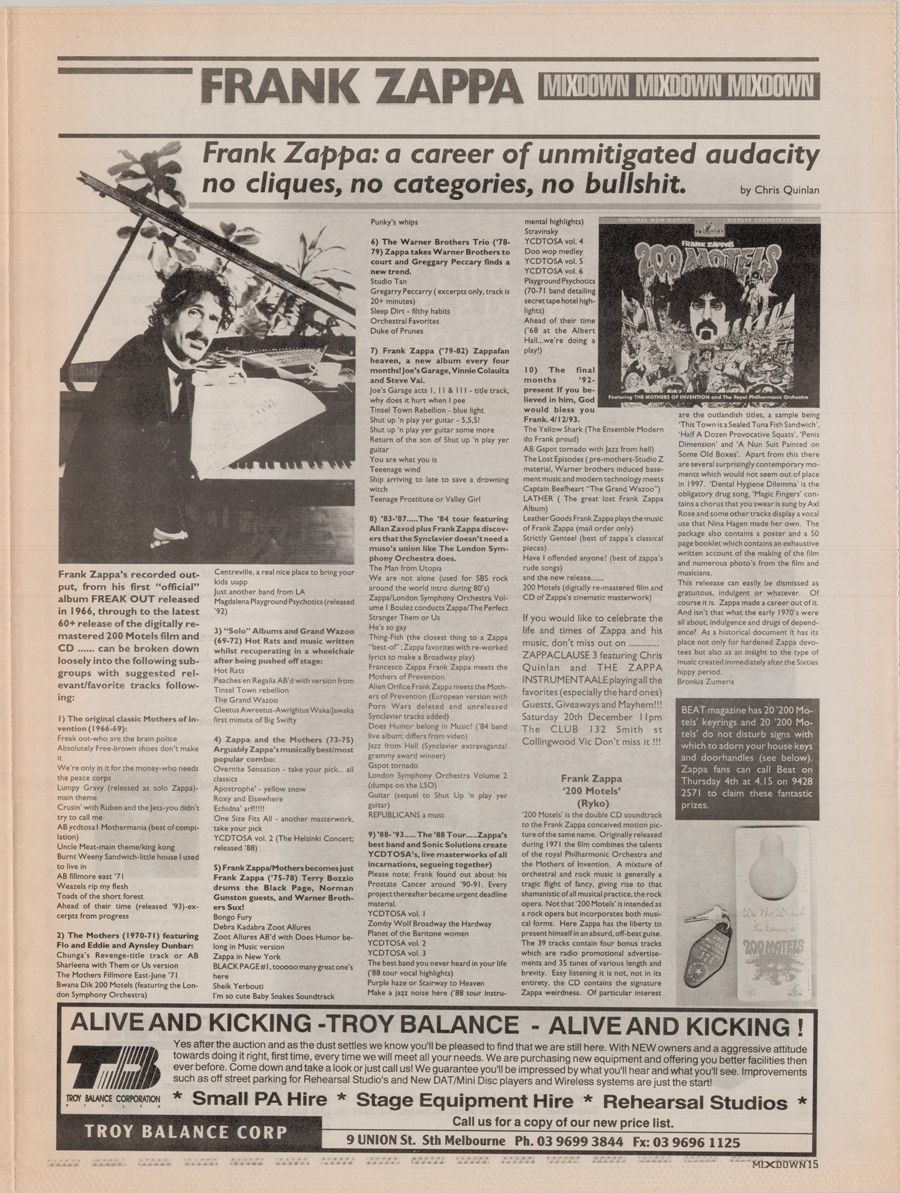 FRANK ZAPPA MIXDOWN MIXDOWN MIXDOWN
Frank Zappa: a career of unmitigated audacity
no cliques, no categories, no bullshit.
by Chris Quinlan
Frank Zappa's recorded out-
put, from his first "official"
album FREAK OUT released
in 1966, through to the latest
60+ release of the digitally re-
mastered 200 Motels film and
CD ...... can be broken down
loosely into the following sub-
groups with suggested rel-
evant/favorite tracks follow-
ing:
1) The original classic Mothers of In-
vention (1966-69):
Freak out-who are the brain police
Absolutely Free-brown shoes don't make
it
We're only in it for the money-who needs
the peace corps
Lumpy Gravy (released as solo Zappa)-
main theme
Crusin' with Ruben and the Jets-you didn't
try to call me
AB ycdtosa I Mothermania (best of compi-
lation)
Uncle Meat-main theme/king kong
Burnt Weeny Sandwich-little house I used
to live in
AB fillmore east '71
Weazels rip my flesh
Toads of the short forest
Ahead of their time (released '93)-ex-
cerpts from progress
2) The Mothers (1970-71) featuring
Flo and Eddie and Aynsley Dunbar:
Chunga's Revenge-title track or AB
Sharleena with Them or Us version
The Mothers Fillmore East-June '71
Bwana Dik 200 Motels (featuring the Lon-
don Symphony Orchestra)
Centreville, a real nice place to bring your
kids uupp
Just another band from LA
Magdalena Playground Psychotics (released
'92)
3) "Solo" Albums and Grand Wazoo
(69-72) Hot Rats and music written
whilst recuperating in a wheelchair
after being pushed off stage:
Hot Rats
Peaches en Regalia AB'd with version from
Tinsel Town rebellion
The Grand Wazoo
Cleetus Awreetus-Awrightus Waka/Jawaka
first minute of Big Swifty
4) Zappa and the Mothers (73-75)
Arguably Zappa's musically best/most
popular combo:
Overnite Sensation - take your pick... all
classics
Apostrophe' - yellow snow
Roxy and Elsewhere
Echidna' arf!!!!!
One Size Fits All - another masterwork,
take your pick
YCDTOSA vol. 2 (The Helsinki Concert;
released '88)
5) Frank Zappa/Mothers becomes just
Frank Zappa ('75-78) Terry Bozzio
drums the Black Page, Norman
Gunston guests, and Warner Broth-
ers Sux!
Bongo Fury
Debra Kadabra Zoot Allures
Zoot Allures AB'd with Does Humor be-
long in Music version
Zappa in New York
BLACK PAGE#1, tooooo many great one's
here
Sheik Yerbouti
I'm so cute Baby Snakes Soundtrack
Punky's whips
6) The Warner Brothers Trio ('78-
79) Zappa takes Warner Brothers to
court and Greggary Peccary finds a
new trend.
Studio Tan
Gregarry Peccarry ( excerpts only, track is
20+ minutes)
Sleep Dirt - filthy habits
Orchestral Favorites
Duke of Prunes
7) Frank Zappa ('79-82) Zappafan
heaven, a new album every four
months! Joe's Garage, Vinnie Colauita
and Steve Vai.
Joe's Garage acts 1, 11 & 111 - title track,
why does it hurt when I pee
Tinsel Town Rebellion - blue light
Shut up 'n play yer guitar - 5,5,5!
Shut up 'n play yer guitar some more
Return of the son of Shut up 'n play yer
guitar
You are what you is
Teeenage wind
Ship arriving to late to save a drowning
witch
Teenage Prostitute or Valley Girl
8) '83-'87.....The '84 tour featuring
Allan Zavod plus Frank Zappa discov-
ers that the Synclavier doesn't need a
muso's union like The London Sym-
phony Orchestra does.
The Man from Utopia
We are not alone (used for SBS rock
around the world intro during 80's)
Zappa/London Symphony Orchestra Vol-
ume 1 Boulez conducts Zappa/The Perfect
Stranger Them or Us
He's so gay
Thing-Fish (the closest thing to a Zappa
"best-of"; Zappa favorites with re-worked
lyrics to make a Broadway play)
Francesco Zappa Frank Zappa meets the
Mothers of Prevention
Alien Orifice Frank Zappa meets the Moth-
ers of Prevention (European version with
Porn Wars deleted and unreleased
Synclavier tracks added)
Does Humor belong in Music? ('84 band
live album; differs from video)
Jazz from Hell (Synclavier extravaganza!
grammy award winner)
Gspot tornado
London Symphony Orchestra Volume 2
(dumps on the LSO)
Guitar (sequel to Shut Up 'n play yer
guitar)
REPUBLICANS a must
9) '88-'93..... The '88 Tour.....Zappa's
best band and Sonic Solutions create
YCDTOSA's, live masterworks of all
incarnations, segueing together)
Please note: Frank found out about his
Prostate Cancer around '90-91. Every
project thereafter became urgent deadline
material.
YCDTOSA vol. 1
Zomby Wolf Broadway the Hardway
Planet of the Baritone women
YCDTOSA vol. 2
YCDTOSA vol. 3
The best band you never heard in your life
('88 tour vocal highlights)
Purple haze or Stairway to Heaven
Make a jazz noise here ('88 tour instru-
mental highlights)
Stravinsky
YCDTOSA vol. 4
Doo wop medley
YCDTOSA vol. 5
YCDTOSA vol. 6
Playground Psychotics
(70-71 band detailing
secret tape hotel high-
lights)
Ahead of their time
('68 at the Albert
Hall...we're doing a
play!)
10) The final
months '92-
present If you be-
lieved in him, God
would bless you
Frank. 4/12/93.
The Yellow Shark (The Ensemble Modern
do Frank proud)
AB Gspot tornado with Jazz from hell)
The Lost Episodes ( pre-mothers-Studio Z
material, Warner brothers induced base-
ment music and modern technology meets
Captain Beefheart "The Grand Wazoo")
LATHER ( The great lost Frank Zappa
Album)
Leather Goods Frank Zappa plays the music
of Frank Zappa (mail order only)
Strictly Genteel (best of zappa's classical
pieces)
Have I offended anyone? (best of zappa's
rude songs)
and the new release......
200 Motels (digitally re-mastered film and
CD of Zappa's cinematic masterwork)
If you would like to celebrate the
life and times of Zappa and his
music, don't miss out on ............
ZAPPACLAUSE 3 featuring Chris
Quinlan and THE ZAPPA
INSTRUMENTAALE playing all the
favorites (especially the hard ones)
Guests, Giveaways and Mayhem!!!
Saturday 20th December 11pm
The CLUB 132 Smith st
Collingwood Vic Don't miss it !!!
Frank Zappa
'200 Motels'
(Ryko)
'200 Motels' is the double CD soundtrack
to the Frank Zappa conceived motion pic-
ture of the same name. Originally released
during 1971 the film combines the talents
of the royal Philharmonic Orchestra and
the Mothers of Invention. A mixture of
orchestral and rock music is generally a
tragic flight of fancy, giving rise to that
shamanistic of all musical practice, the rock
opera. Not that '200 Motels' is intended as
a rock opera but incorporates both musi-
cal forms. Here Zappa has the liberty to
present himself in an absurd, off-beat guise.
The 39 tracks contain four bonus tracks
which are radio promotional advertise-
ments and 35 tunes of various length and
brevity. Easy listening it is not, not in its
entirety, the CD contains the signature
Zappa weirdness. Of particular interest
ORIGINAL MGM MOTION PICTURE SOUNDTRACK
FRANK ZAPPA'S
200 MOTELS
Featuring THE MOTHERS OF INVENTION and The Royal Philharmonic Orchestra
are the outlandish titles, a sample being
'This Town is a Sealed Tuna Fish Sandwich',
'Half A Dozen Provocative Squats', 'Penis
Dimension' and 'A Nun Suit Painted on
Some Old Boxes'. Apart from this there
are several surprisingly contemporary mo-
ments which would not seem out of place
in 1997. 'Dental Hygiene Dilemma' is the
obligatory drug song, 'Magic Fingers' con-
tains a chorus that you swear is sung by Axl
Rose and some other tracks display a vocal
use that Nina Hagen made her own. The
package also contains a poster and a 50
page booklet which contains an exhaustive
written account of the making of the film
and numerous photo's from the film and
musicians.
This release can easily be dismissed as
gratuitous, indulgent or whatever. Of
course it is. Zappa made a career out of it.
And isn't that what the early 1970's were
all about, indulgence and drugs of depend-
ence? As a historical document it has its
place not only for hardened Zappa devo-
tees but also as an insight to the type of
music created immediately after the Sixties
hippy period.
Bronius Zumeris
BEAT magazine has 20 '200 Mo-
tels' keyrings and 20 '200 Mo-
tels' do not disturb signs with
which to adorn your house keys
and doorhandles (see below).
Zappa fans can call Beat on
Thursday 4th at 4.15 on 9428
2571 to claim these fantastic
prizes.
Do Not Disturb
I'm listening to
200 MOTELS
ALIVE AND KICKING -TROY BALANCE - ALIVE AND KICKING !
Yes after the auction and as the dust settles we know you'll be pleased to find that we are still here. With NEW owners and a aggressive attitude
towards doing it right, first time, every time we will meet all your needs. We are purchasing new equipment and offering you better facilities then
ever before. Come down and take a look or just call us! We guarantee you'll be impressed by what you'll hear and what you'll see. Improvements
such as off street parking for Rehearsal Studio's and New DAT/Mini Disc players and Wireless systems are just the start!
TB
TROY BALANCE CORPORATION
* Small PA Hire * Stage Equipment Hire * Rehearsal Studios *
Call us for a copy of our new price list.
TROY BALANCE CORP
9 UNION St. Sth Melbourne Ph. 03 9699 3844 Fx: 03 9696 1125
MIXDOWN 15